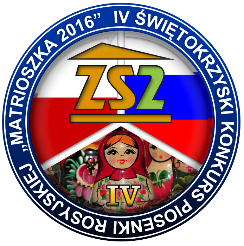 „MATRIOSZKA 2016” IV ŚWIĘTOKRZYSKI KONKURS PIOSENKI ROSYJSKIEJ
ZS2
IV